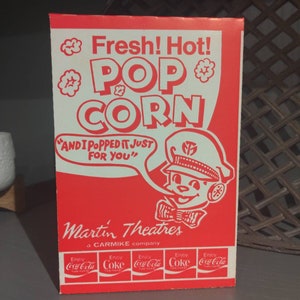 Fresh! Hot!
POP
CORN
"AND I POPPED IT JUST
FOR YOU"
Martin Theatres
a CARMIKE company
Enjoy Enjoy Enjoy Enjoy Enjoy
Coca-Cola Coke Coca-Cola Coke Coca-Cola